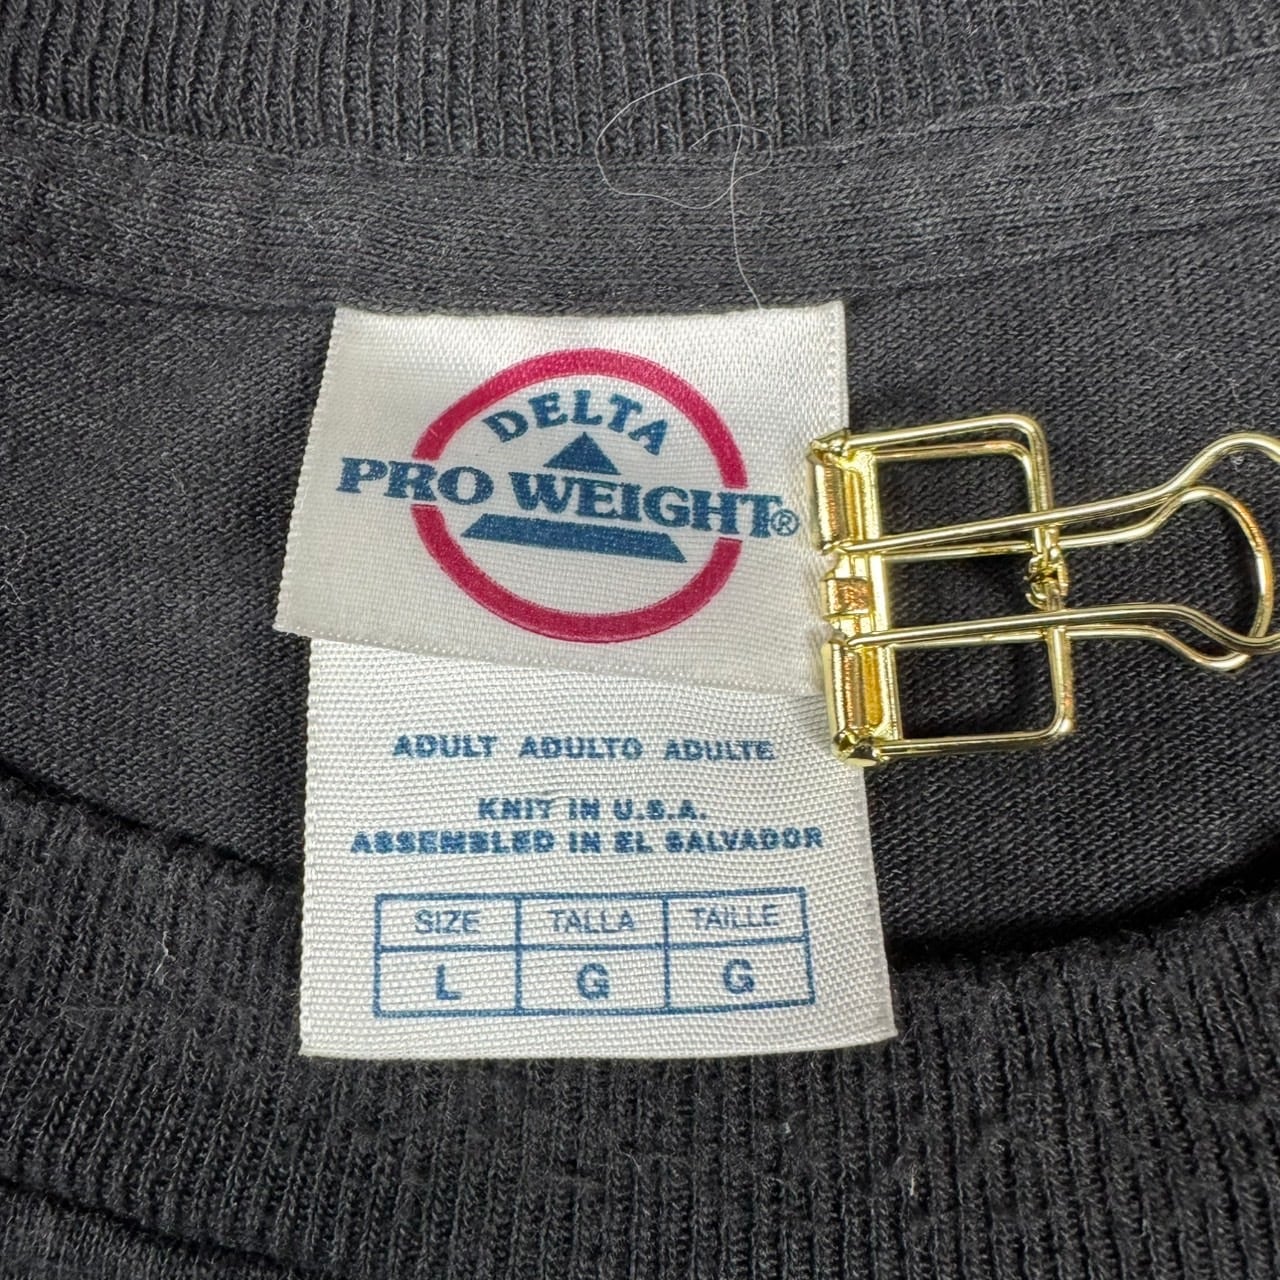 DELTA
PRO WEIGHT®
ADULT ADULTO ADULTE
KNIT IN U.S.A.
ASSEMBLED IN EL SALVADOR
SIZE TALLA TAILLE
L G G